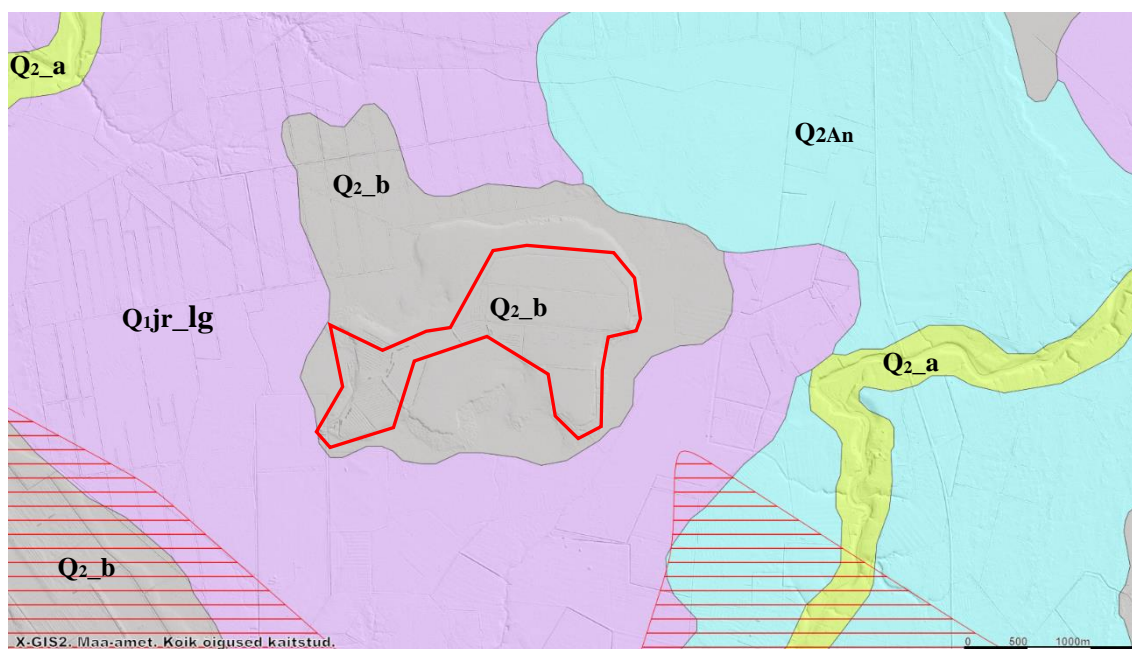 Q2_a
Q2An
Q2_b
Q2_b
Q1jr_lg
Q2_a
Q2_b
X-GIS2. Maa-amet. Koik oigused kaitstud.
0 500 1000m